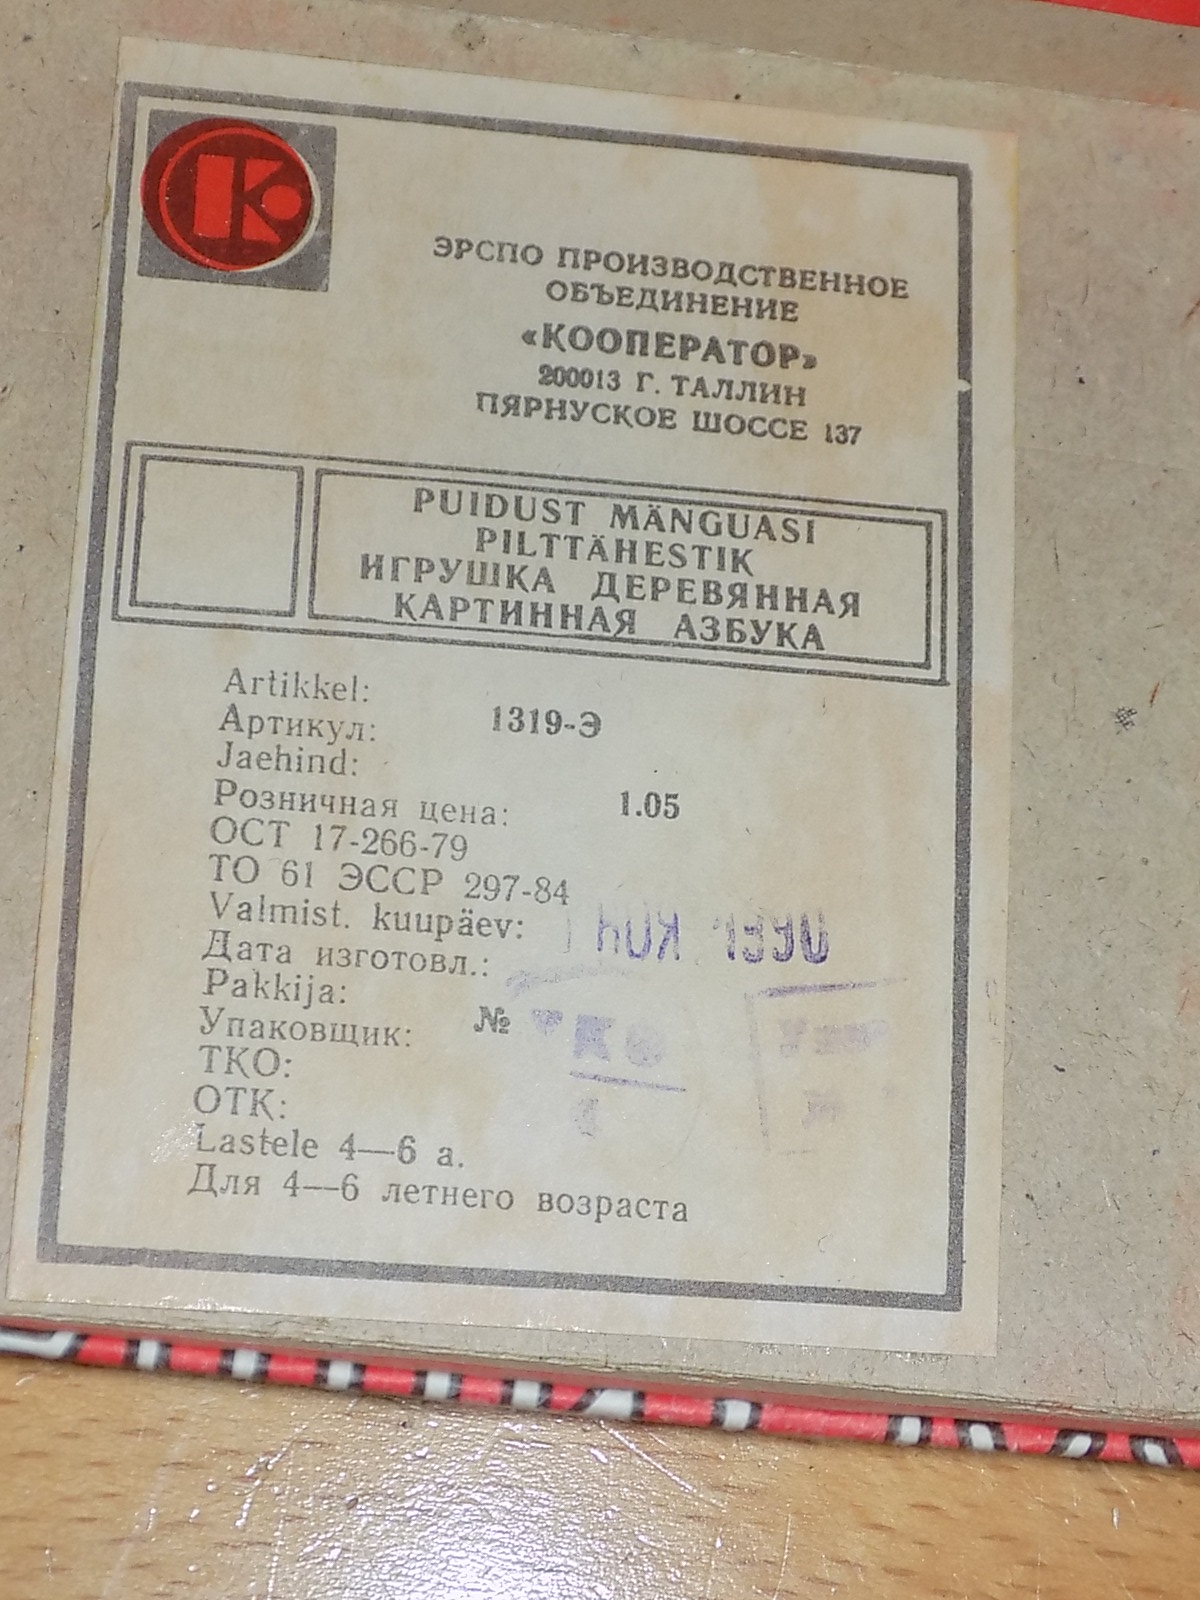 K
ЭРСПО ПРОИЗВОДСТВЕННОЕ
ОБЪЕДИНЕНИЕ
«КООПЕРАТОР»
200013 Г. ТАЛЛИН
ПЯРНУСКОЕ ШОССЕ 137
PUIDUST MÄNGUASI
PILTTÄHESTIK
ИГРУШКА ДЕРЕВЯННАЯ
КАРТИННАЯ АЗБУКА
Artikkel:
Артикул: 1319-Э
Jaehind:
Розничная цена: 1.05
ОСТ 17-266-79
ТО 61 ЭССР 297-84
Valmist. kuupäev: 1990
Дата изготовл.:
Pakkija:
Упаковщик: №
TKO:
ОТК:
Lastele 4—6 a.
Для 4—6 летнего возраста